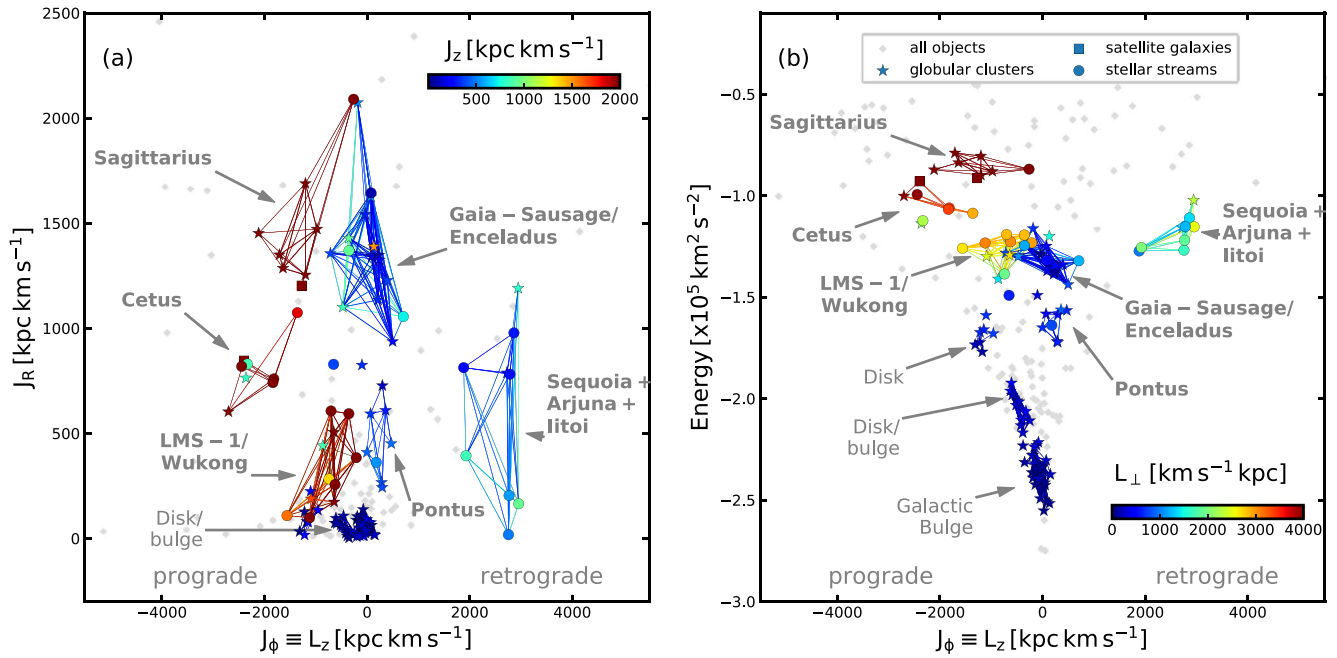 (a)
J_z [kpc km s⁻¹]
500 1000 1500 2000
Sagittarius
Gaia − Sausage/
Enceladus
Cetus
Sequoia +
Arjuna +
Iitoi
LMS − 1/
Wukong
Pontus
Disk/
bulge
prograde
retrograde
2500
2000
1500
1000
500
0
J_R [kpc km s⁻¹]
−4000 −2000 0 2000 4000
J_ϕ ≡ L_z [kpc km s⁻¹]
(b)
all objects
globular clusters
satellite galaxies
stellar streams
Sagittarius
Cetus
Sequoia +
Arjuna +
Iitoi
LMS − 1/
Wukong
Gaia − Sausage/
Enceladus
Disk
Pontus
Disk/
bulge
Galactic
Bulge
L_⊥ [km s⁻¹ kpc]
0 1000 2000 3000 4000
prograde
retrograde
−0.5
−1.0
−1.5
−2.0
−2.5
−3.0
Energy [x10⁵ km² s⁻²]
−4000 −2000 0 2000 4000
J_ϕ ≡ L_z [kpc km s⁻¹]